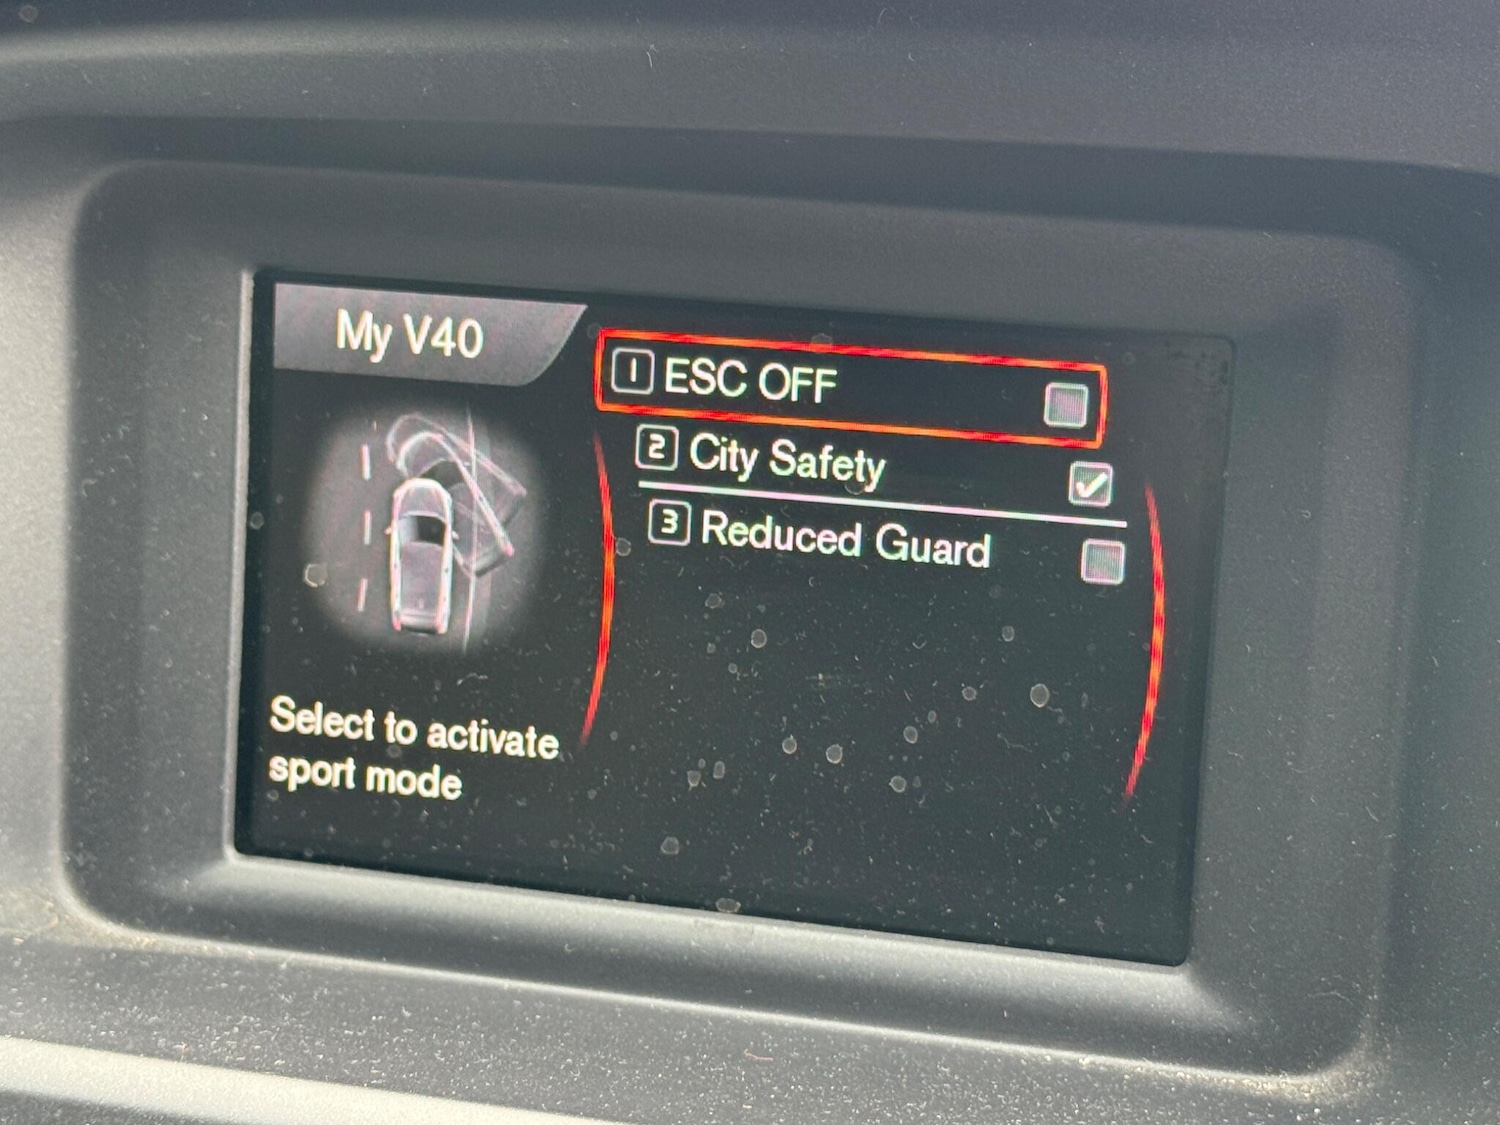 My V40
1 ESC OFF
2 City Safety
3 Reduced Guard
Select to activate
sport mode